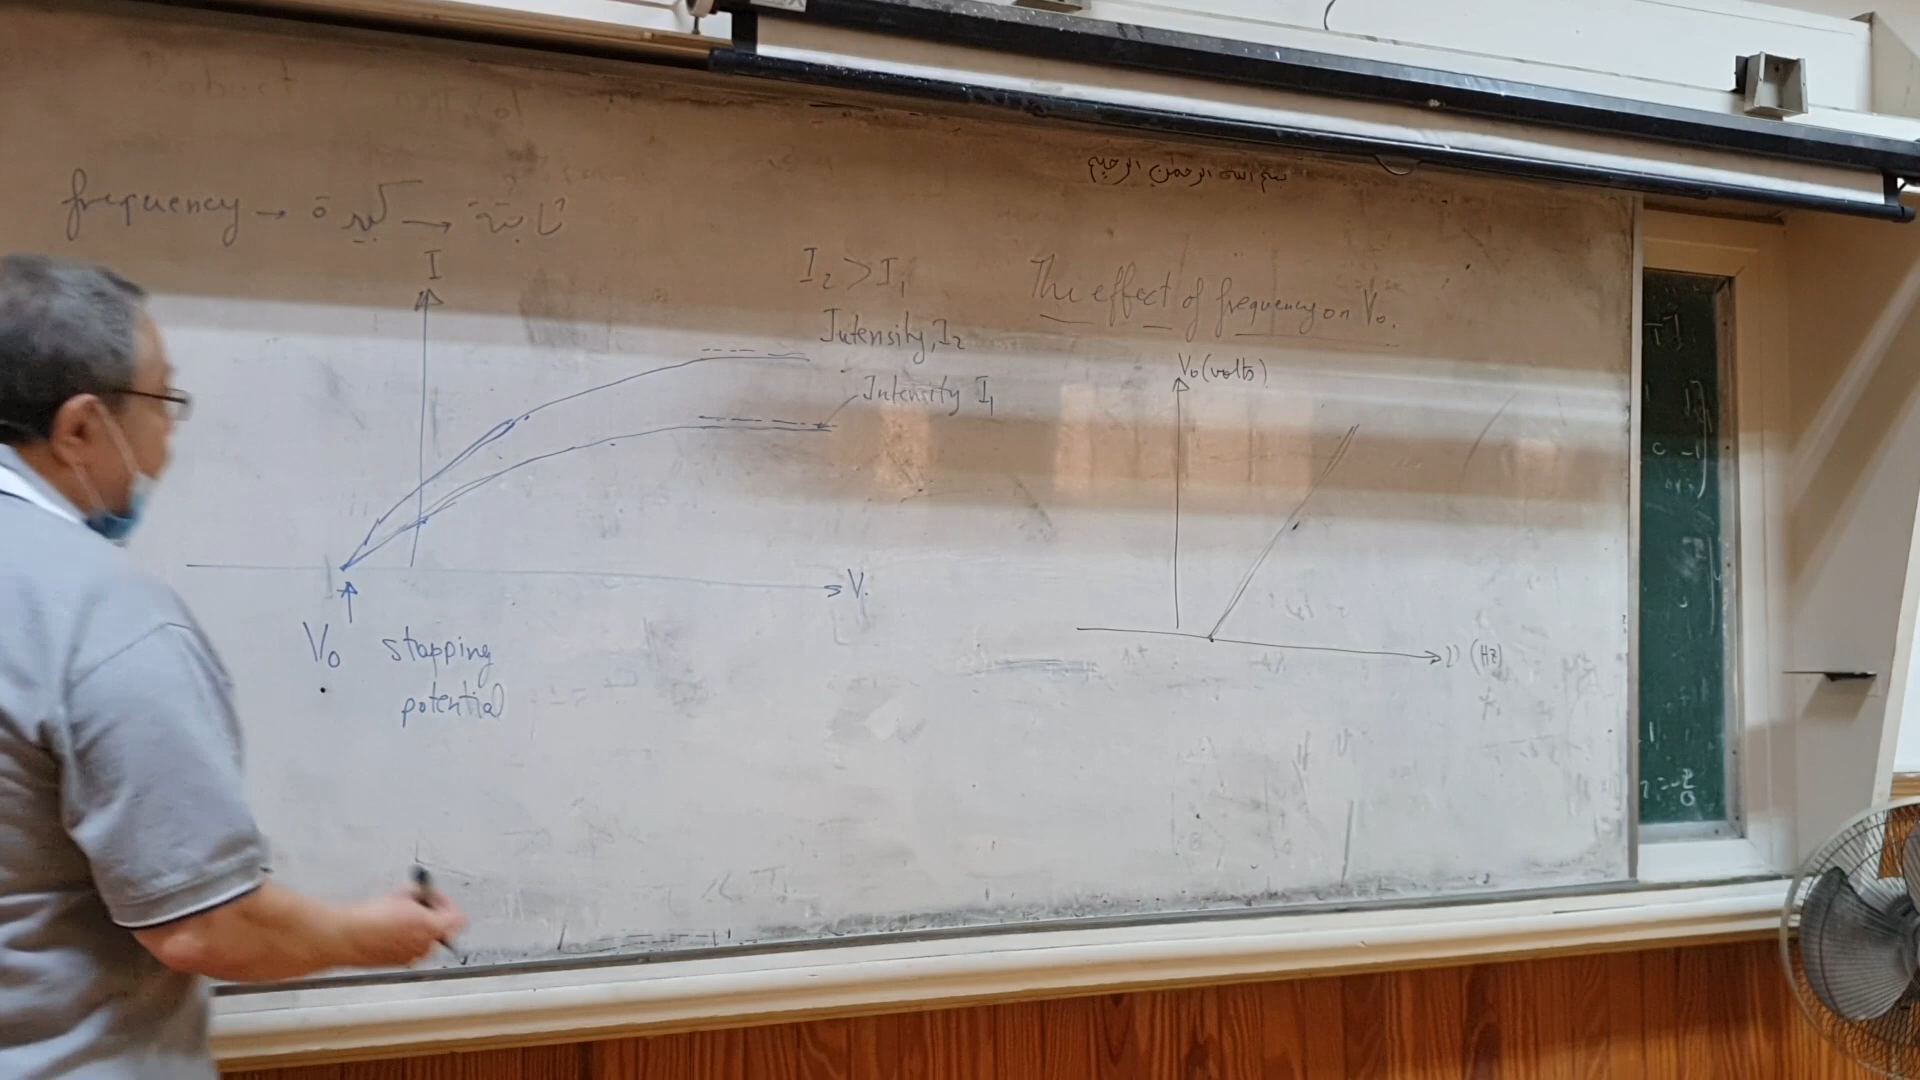 بسم الله الرحمن الرحيم
frequency → كبيرة → ثابتة
I
I₂ > I₁
Intensity, I₂
Intensity I₁
V.
V₀ stopping
potential
The effect of frequency on V₀.
V₀ (volts)
ν (Hz)